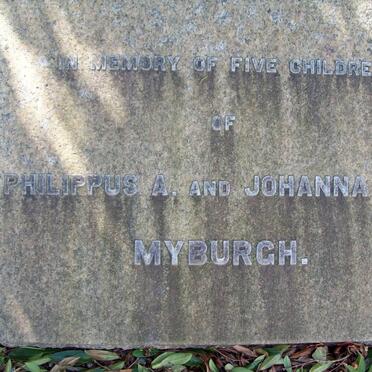 IN MEMORY OF FIVE CHILDRE
OF
PHILIPPUS A. AND JOHANNA
MYBURGH.